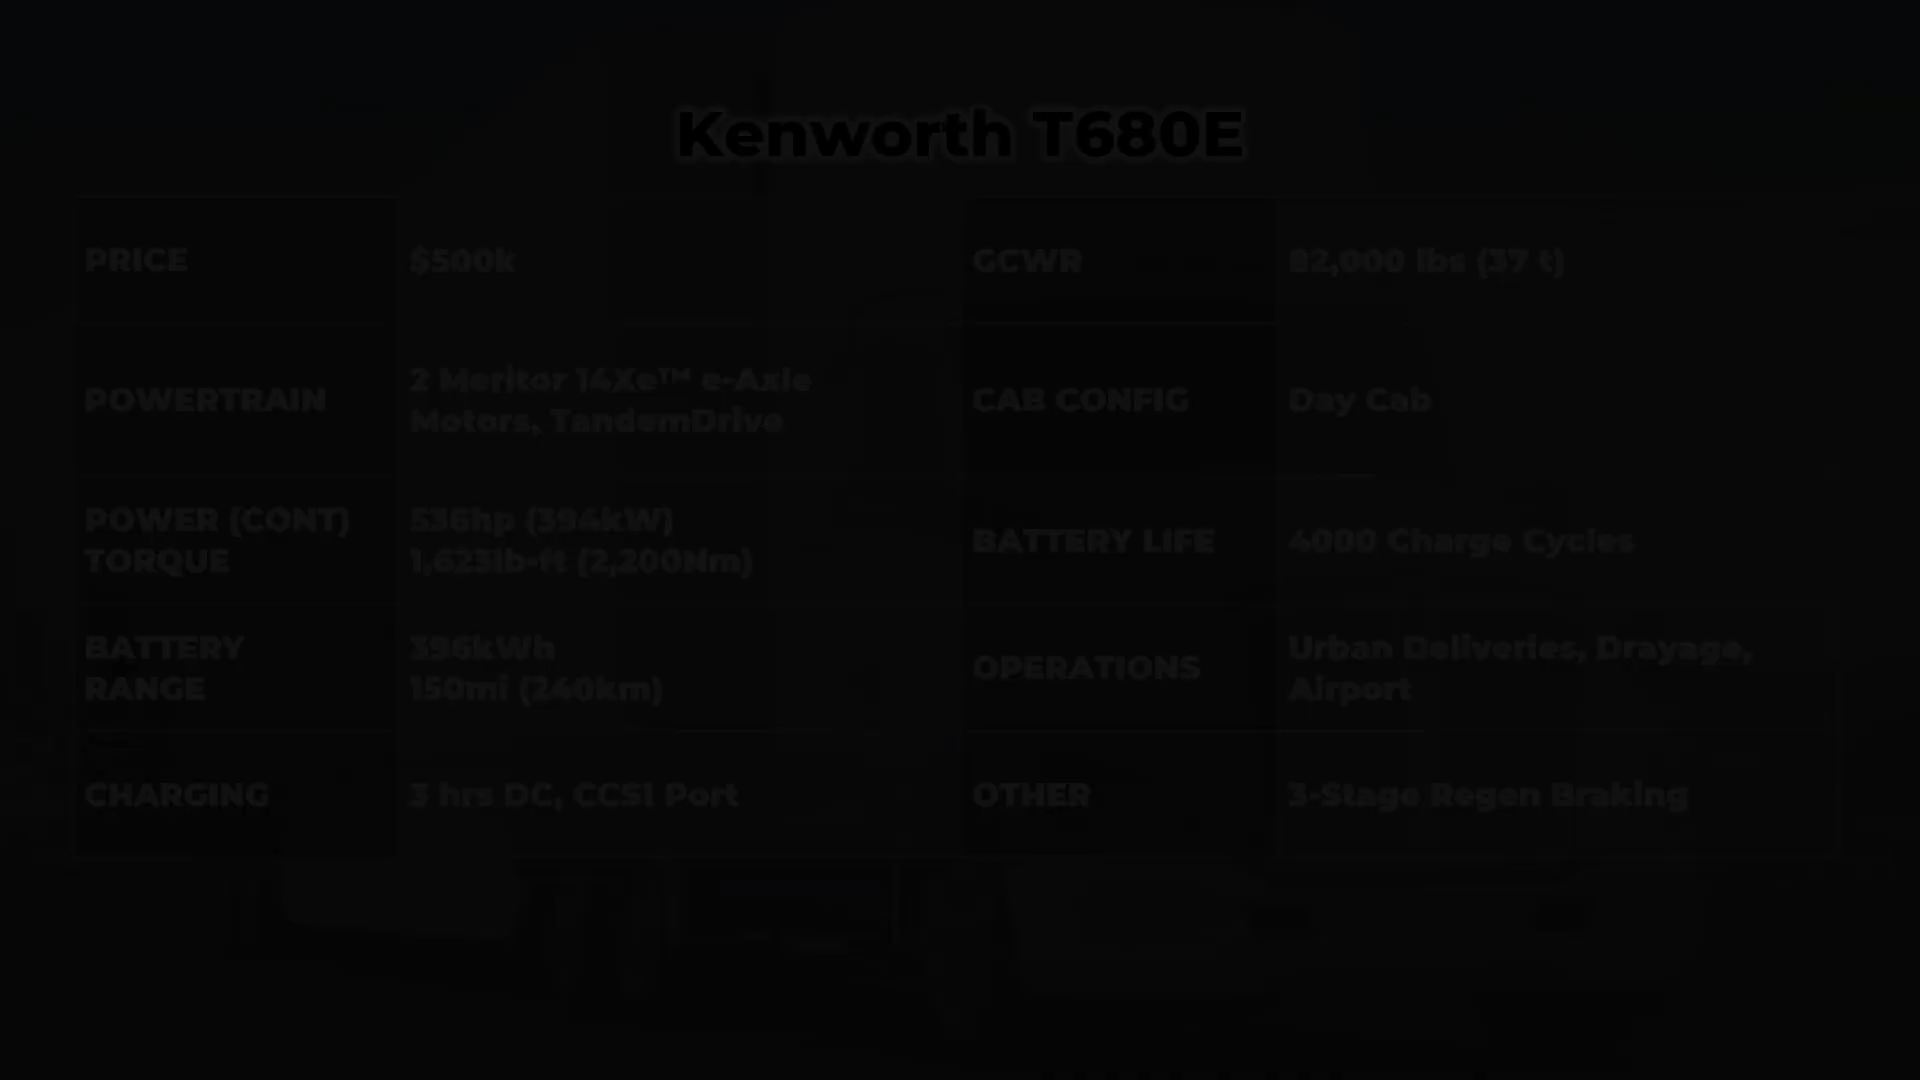 Kenworth T680E
PRICE
$500k
GCWR
82,000 lbs (37 t)
POWERTRAIN
2 Meritor 14Xe™ e-Axle
Motors, TandemDrive
CAB CONFIG
Day Cab
POWER (CONT)
TORQUE
536hp (394kW)
1,623lb-ft (2,200Nm)
BATTERY LIFE
4000 Charge Cycles
BATTERY
RANGE
396kWh
150mi (240km)
OPERATIONS
Urban Deliveries, Drayage,
Airport
CHARGING
3 hrs DC, CCS1 Port
OTHER
3-Stage Regen Braking